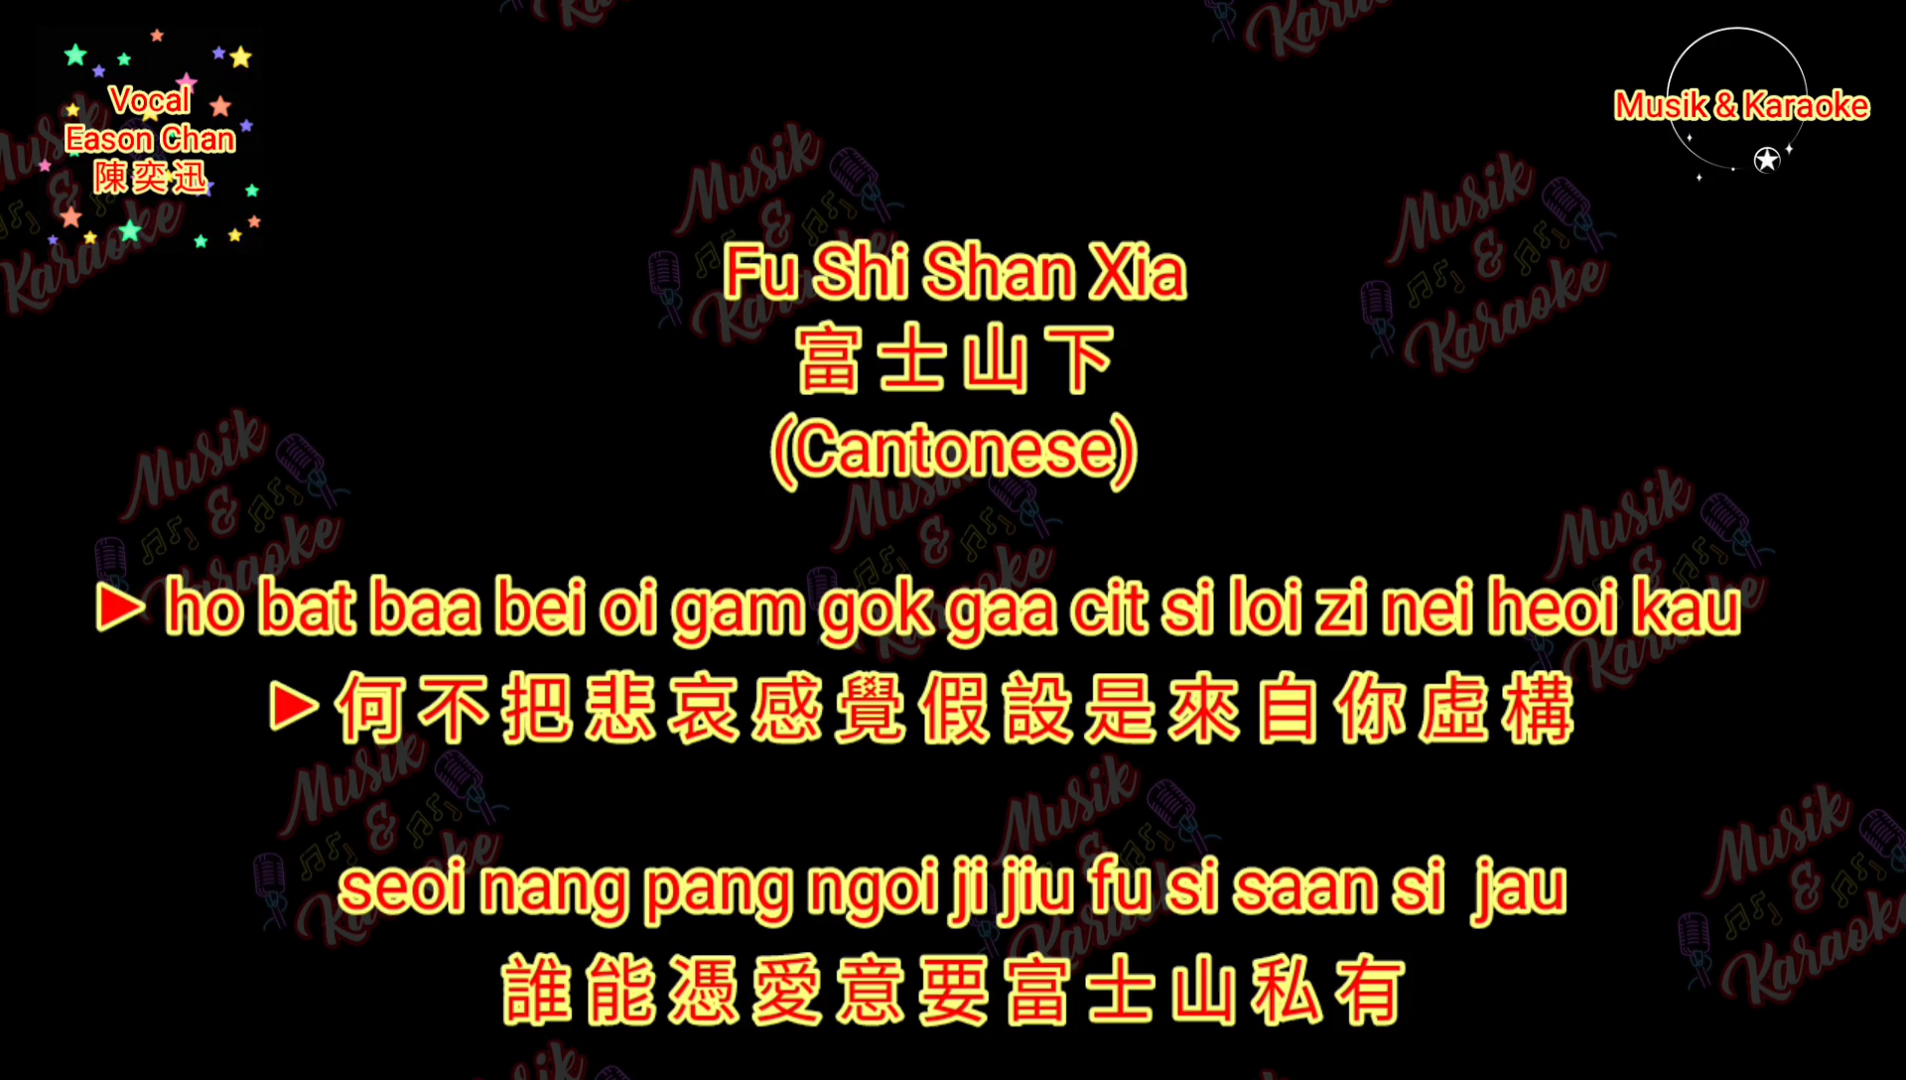 Vocal
Eason Chan
陳奕迅
Musik & Karaoke
Fu Shi Shan Xia
富士山下
(Cantonese)
► ho bat baa bei oi gam gok gaa cit si loi zi nei heoi kau
► 何不把悲哀感覺假設是來自你虛構
seoi nang pang ngoi ji jiu fu si saan si jau
誰能憑愛意要富士山私有